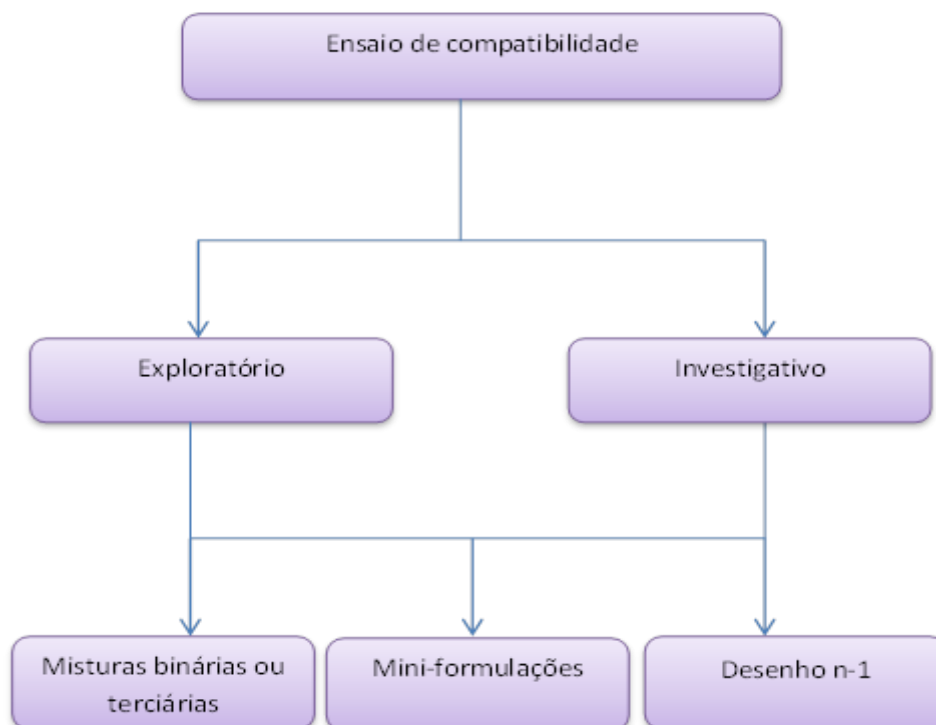 Ensaio de compatibilidade
Exploratório
Investigativo
Misturas binárias ou
terciárias
Mini-formulações
Desenho n-1